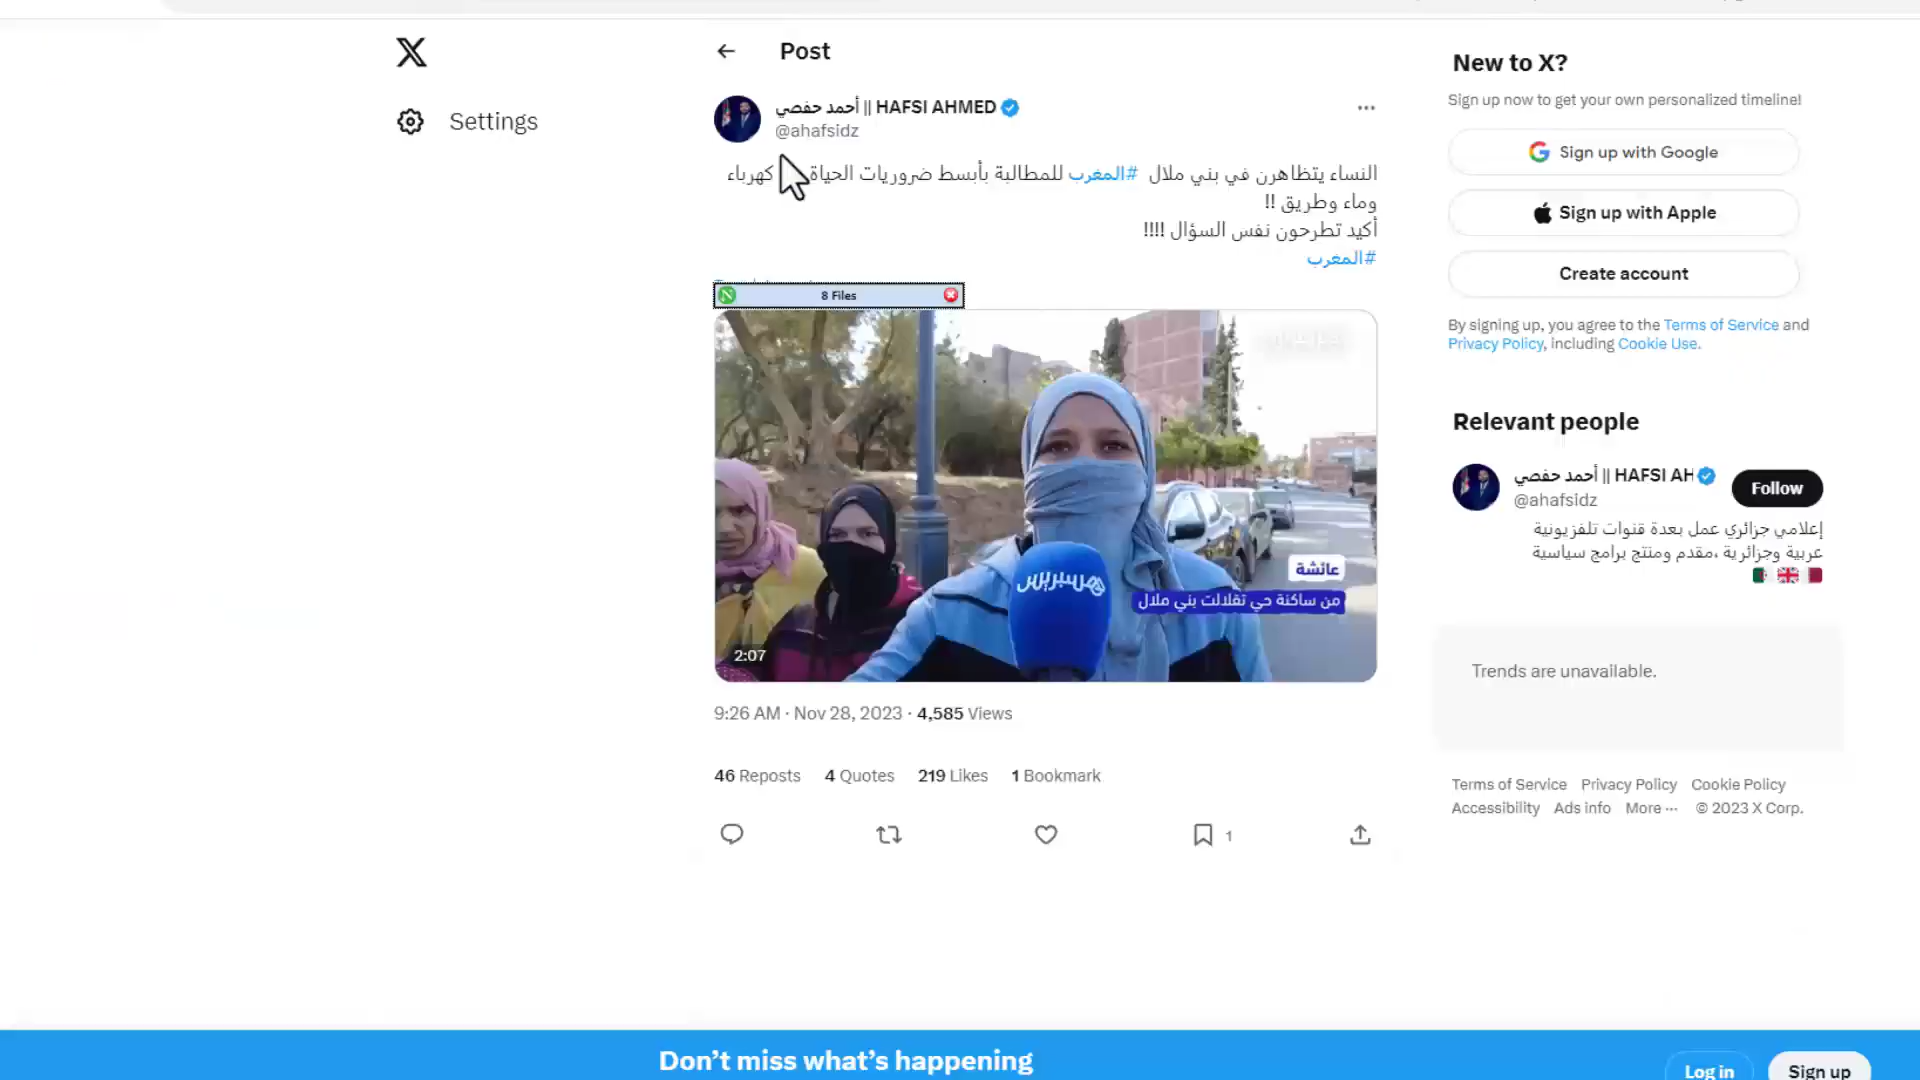 Post
Settings
أحمد حفصي || HAFSI AHMED
@ahafsidz
النساء يتظاهرن في بني ملال #المغرب للمطالبة بأبسط ضروريات الحياة كهرباء
وماء وطريق !!
أكيد تطرحون نفس السؤال !!!!
#المغرب
8 Files
هسبريس
عائشة
من ساكنة حي تفلالت بني ملال
2:07
9:26 AM · Nov 28, 2023 · 4,585 Views
46 Reposts 4 Quotes 219 Likes 1 Bookmark
1
New to X?
Sign up now to get your own personalized timeline!
Sign up with Google
Sign up with Apple
Create account
By signing up, you agree to the Terms of Service and
Privacy Policy, including Cookie Use.
Relevant people
أحمد حفصي || HAFSI AH
@ahafsidz
Follow
إعلامي جزائري عمل بعدة قنوات تلفزيونية
عربية وجزائرية ،مقدم ومنتج برامج سياسية
Trends are unavailable.
Terms of Service Privacy Policy Cookie Policy
Accessibility Ads info More ··· © 2023 X Corp.
Don't miss what's happening
Log in
Sign up